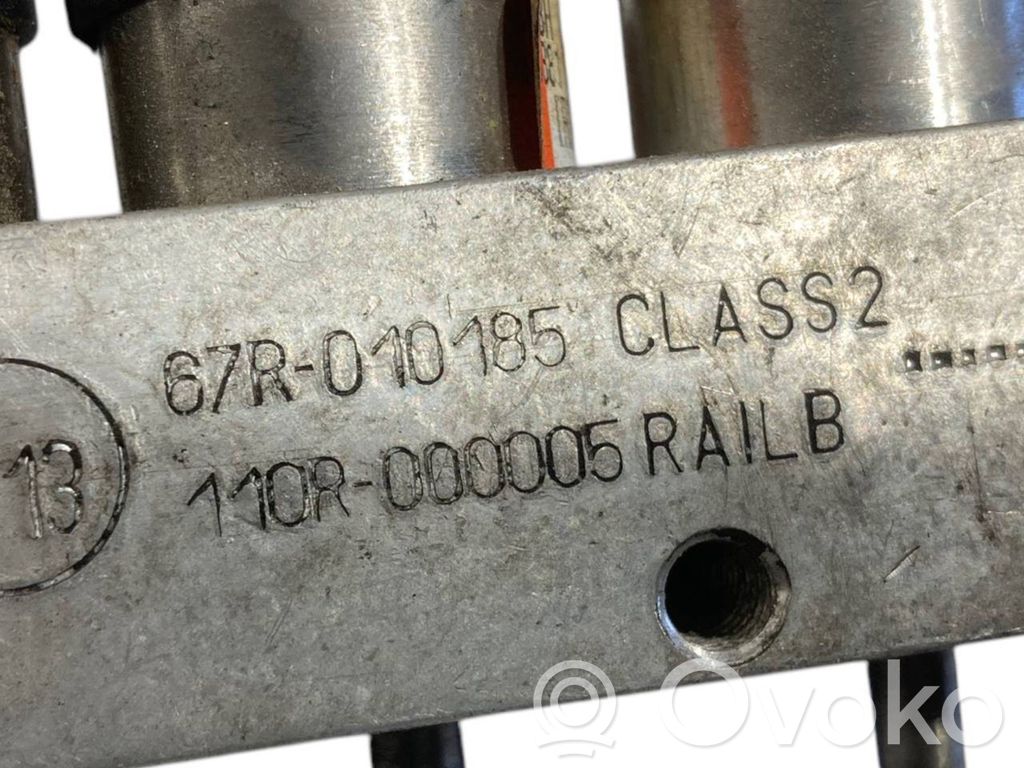 67R-010185 CLASS2
13
110R-000005 RAILB
Ovoko